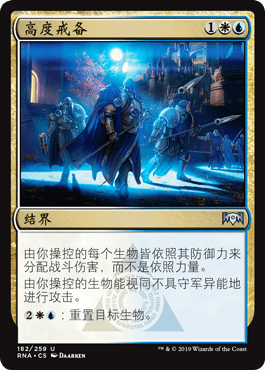 高度戒备 1
结界
由你操控的每个生物皆依照其防御力来
分配战斗伤害，而不是依照力量。
由你操控的生物能视同不具守军异能地
进行攻击。
2：重置目标生物。
182/259 U
RNA • CS DAARKEN
™ & © 2019 Wizards of the Coast